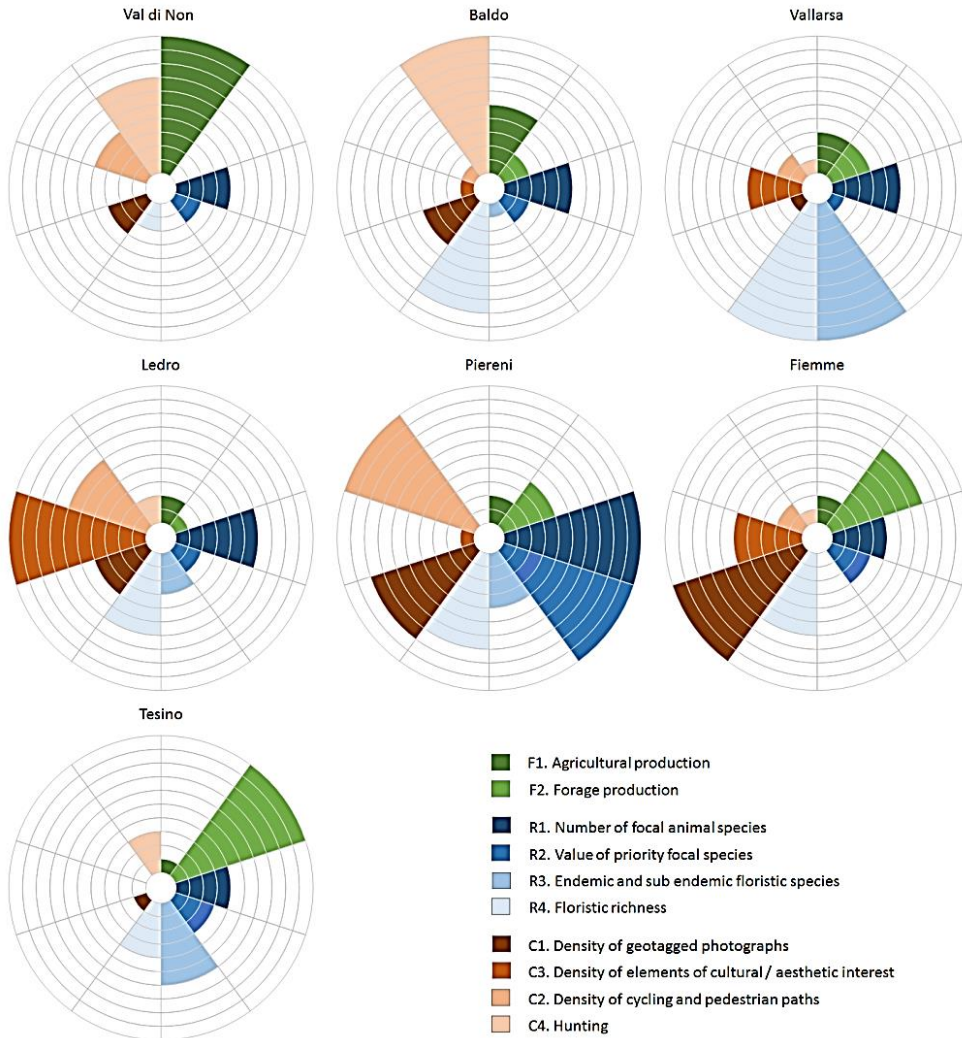 Val di Non
Baldo
Vallarsa
Ledro
Piereni
Fiemme
Tesino
F1. Agricultural production
F2. Forage production
R1. Number of focal animal species
R2. Value of priority focal species
R3. Endemic and sub endemic floristic species
R4. Floristic richness
C1. Density of geotagged photographs
C3. Density of elements of cultural / aesthetic interest
C2. Density of cycling and pedestrian paths
C4. Hunting